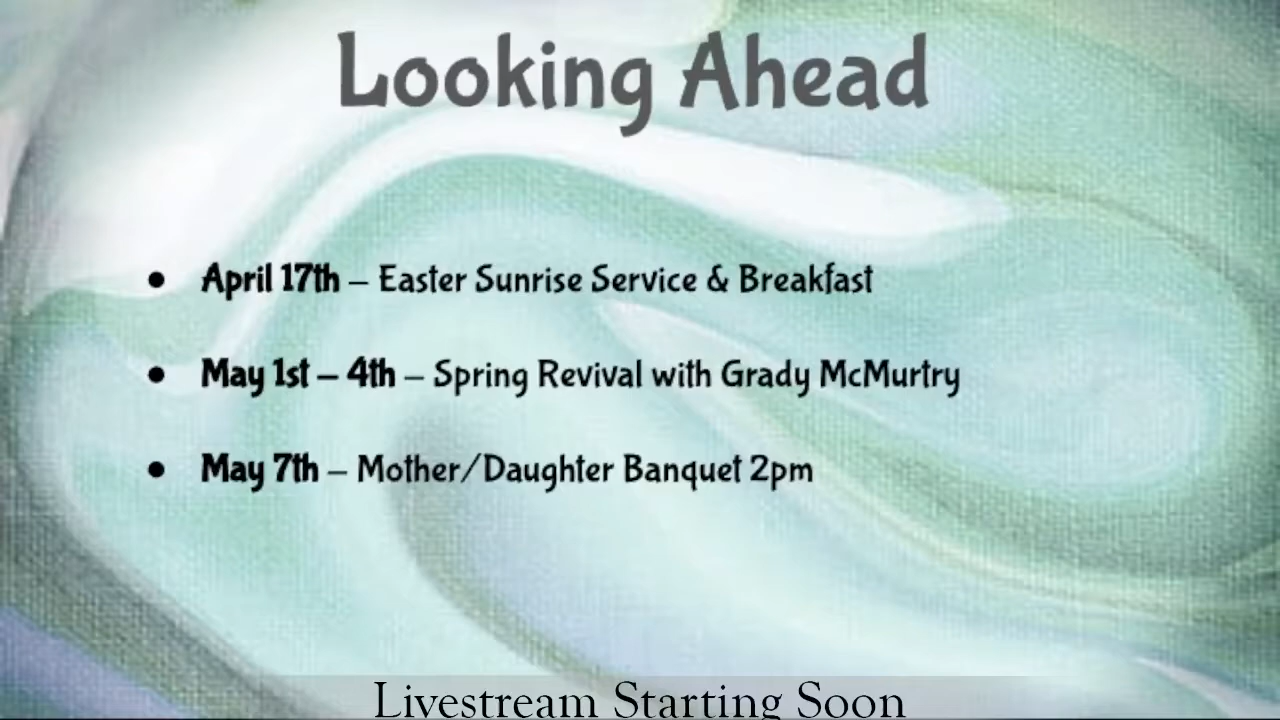 Looking Ahead
• April 17th – Easter Sunrise Service & Breakfast
• May 1st – 4th – Spring Revival with Grady McMurtry
• May 7th – Mother/Daughter Banquet 2pm
Livestream Starting Soon